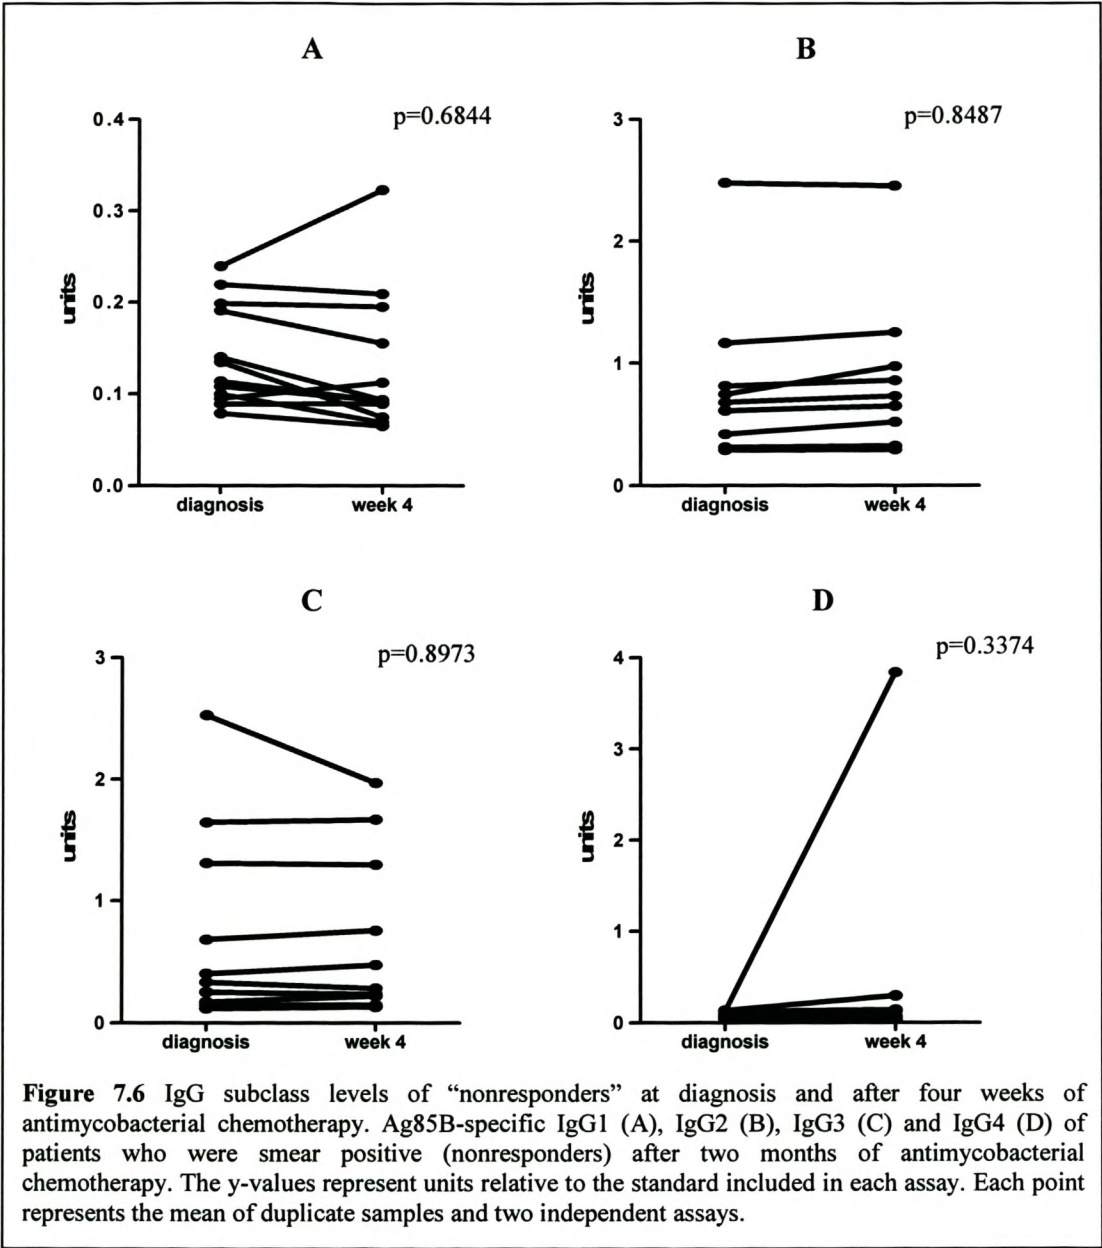 A
p=0.6844
0.4
0.3
0.2
0.1
0.0
units
diagnosis week 4
B
p=0.8487
3
2
1
0
units
diagnosis week 4
C
p=0.8973
3
2
1
0
units
diagnosis week 4
D
p=0.3374
4
3
2
1
0
units
diagnosis week 4
Figure 7.6 IgG subclass levels of “nonresponders” at diagnosis and after four weeks of
antimycobacterial chemotherapy. Ag85B-specific IgG1 (A), IgG2 (B), IgG3 (C) and IgG4 (D) of
patients who were smear positive (nonresponders) after two months of antimycobacterial
chemotherapy. The y-values represent units relative to the standard included in each assay. Each point
represents the mean of duplicate samples and two independent assays.